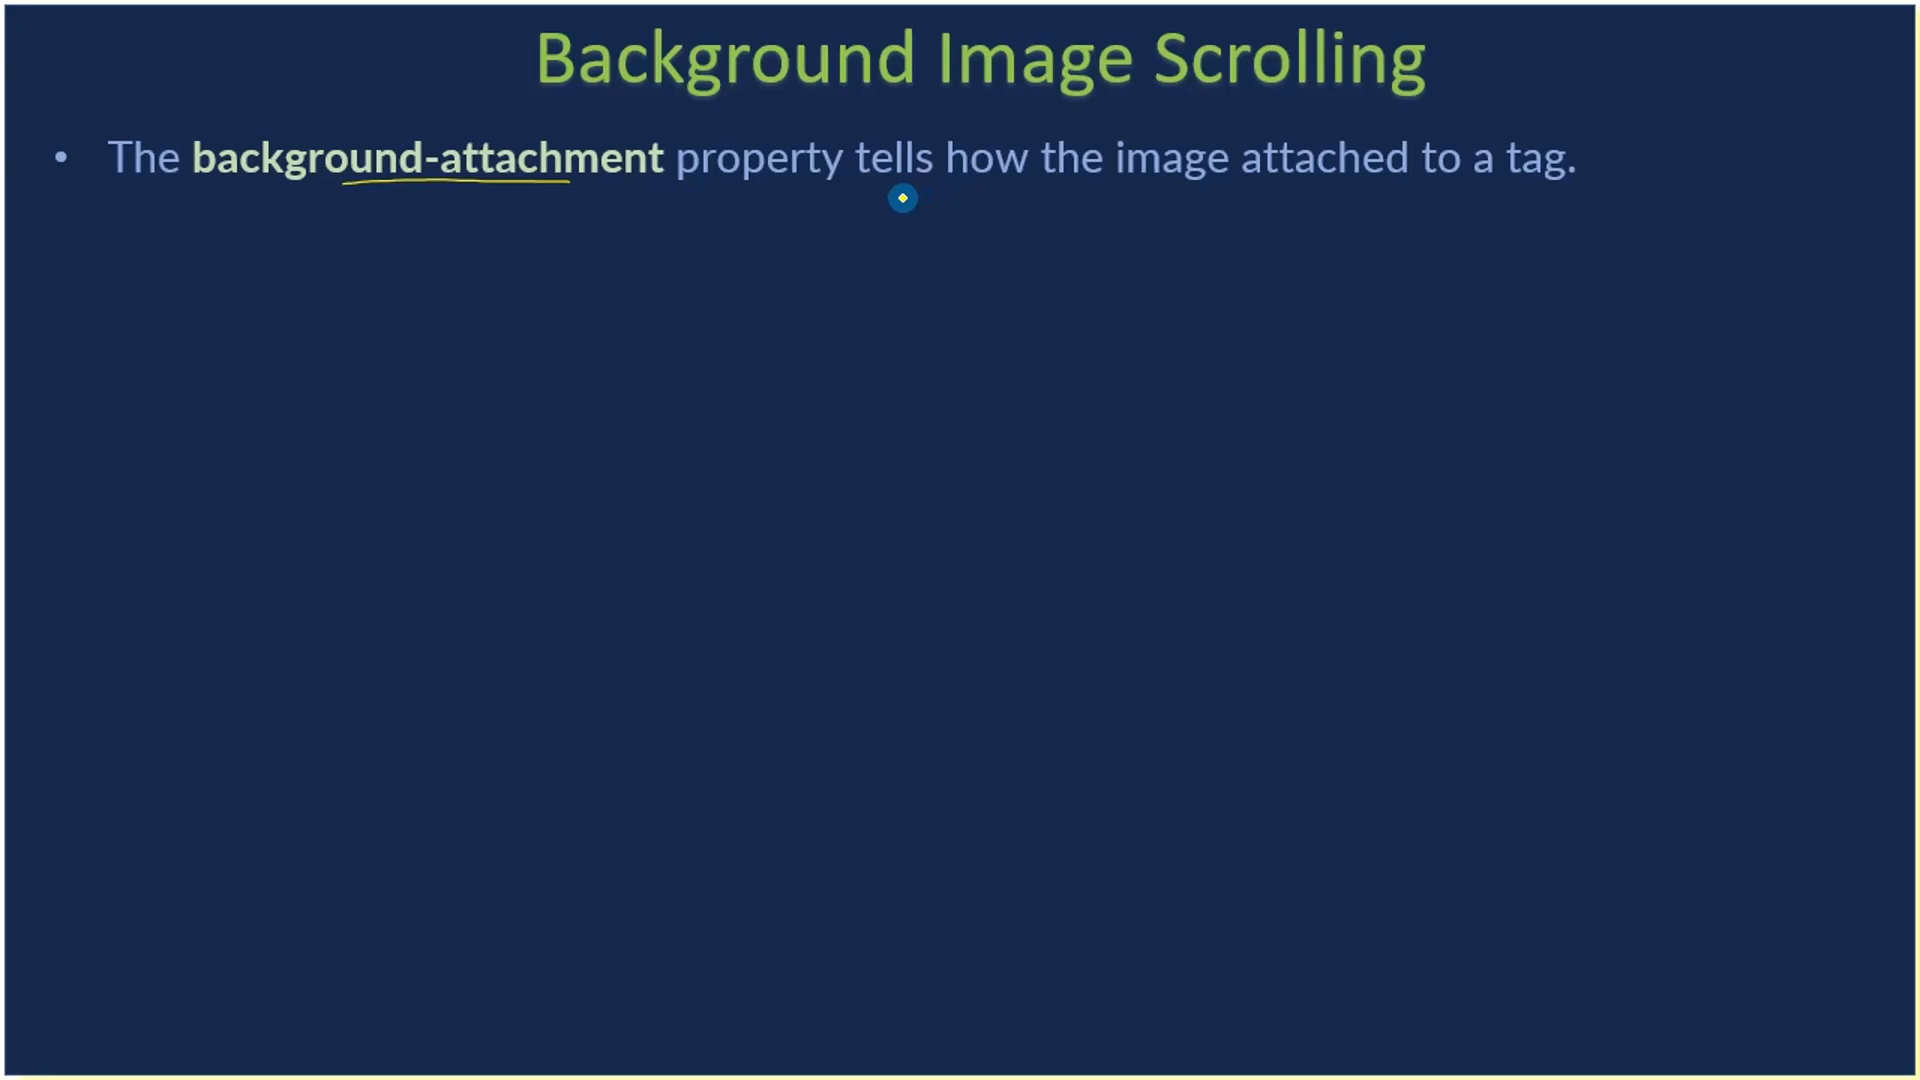 Background Image Scrolling
• The background-attachment property tells how the image attached to a tag.